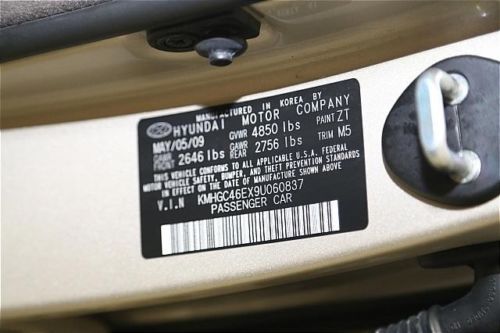 MANUFACTURED IN KOREA BY
HYUNDAI MOTOR COMPANY
MAY/05/09 GVWR 4850 lbs PAINT ZT
GAWR FRONT 2646 lbs GAWR REAR 2756 lbs TRIM M5
THIS VEHICLE CONFORMS TO ALL APPLICABLE U.S. FEDERAL
MOTOR VEHICLE SAFETY AND BUMPER STANDARDS
IN EFFECT ON THE DATE OF MANUFACTURE SHOWN ABOVE.
V.I.N KMHGC46EX9U060837
PASSENGER CAR